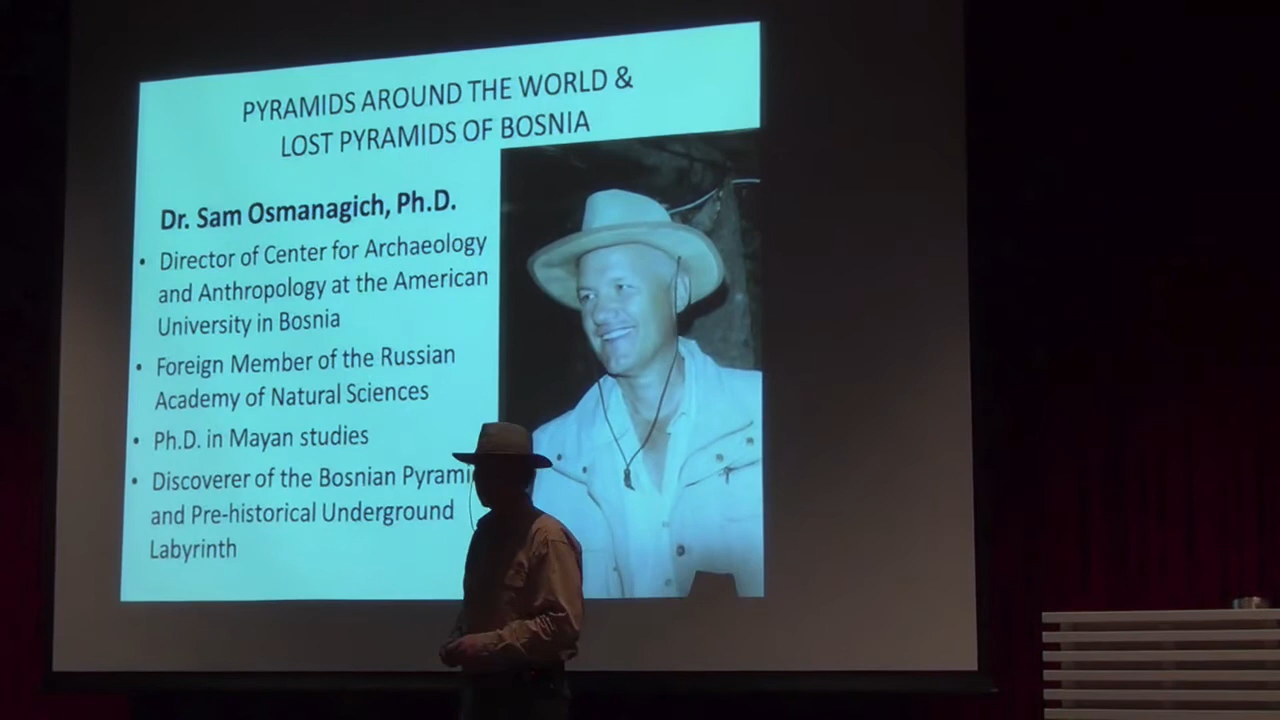 PYRAMIDS AROUND THE WORLD &
LOST PYRAMIDS OF BOSNIA
Dr. Sam Osmanagich, Ph.D.
• Director of Center for Archaeology
and Anthropology at the American
University in Bosnia
• Foreign Member of the Russian
Academy of Natural Sciences
• Ph.D. in Mayan studies
• Discoverer of the Bosnian
and Pre-historical Underground
Labyrinth